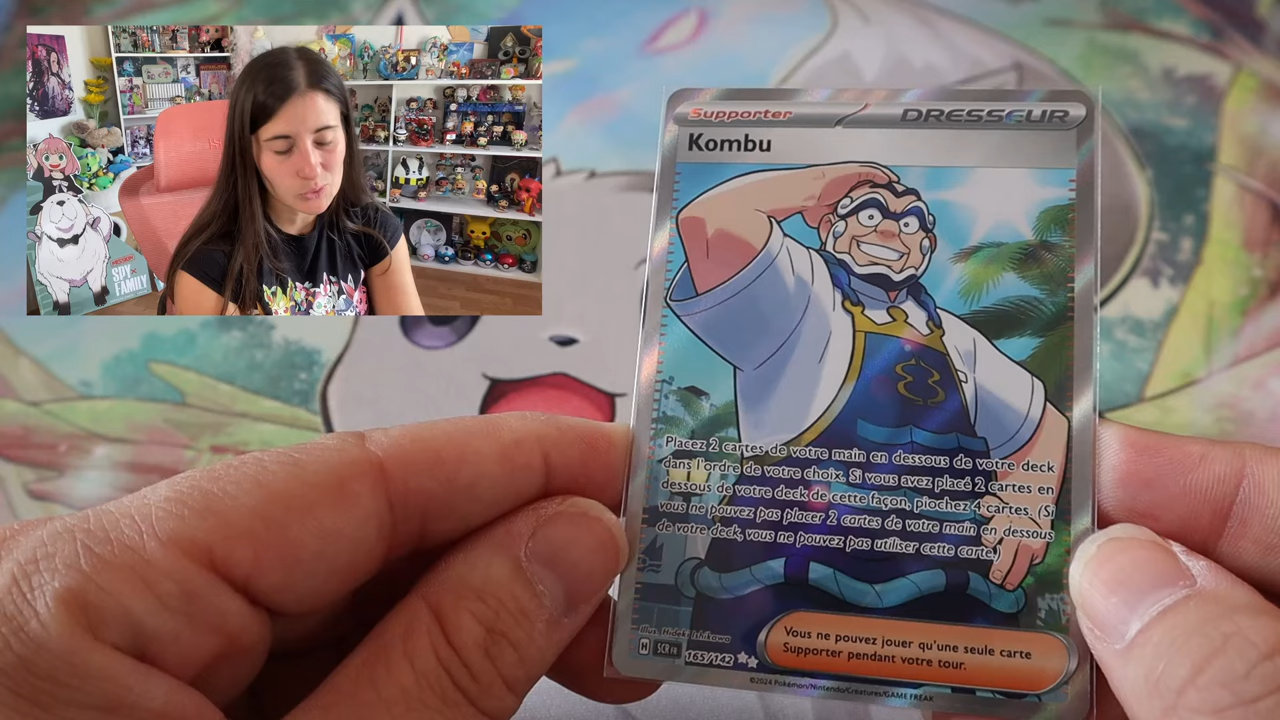 MISSION
SPY×
FAMILY
Supporter
DRESSEUR
Kombu
Placez 2 cartes de votre main en dessous de votre deck
dans l'ordre de votre choix. Si vous avez placé 2 cartes en
dessous de votre deck de cette façon, piochez 4 cartes. (Si
vous ne pouvez pas placer 2 cartes de votre main en dessous
de votre deck, vous ne pouvez pas utiliser cette carte.)
Illus. Hideki Ishikawa
H SCR FR 165/142
Vous ne pouvez jouer qu'une seule carte
Supporter pendant votre tour.
©2024 Pokémon/Nintendo/Creatures/GAME FREAK